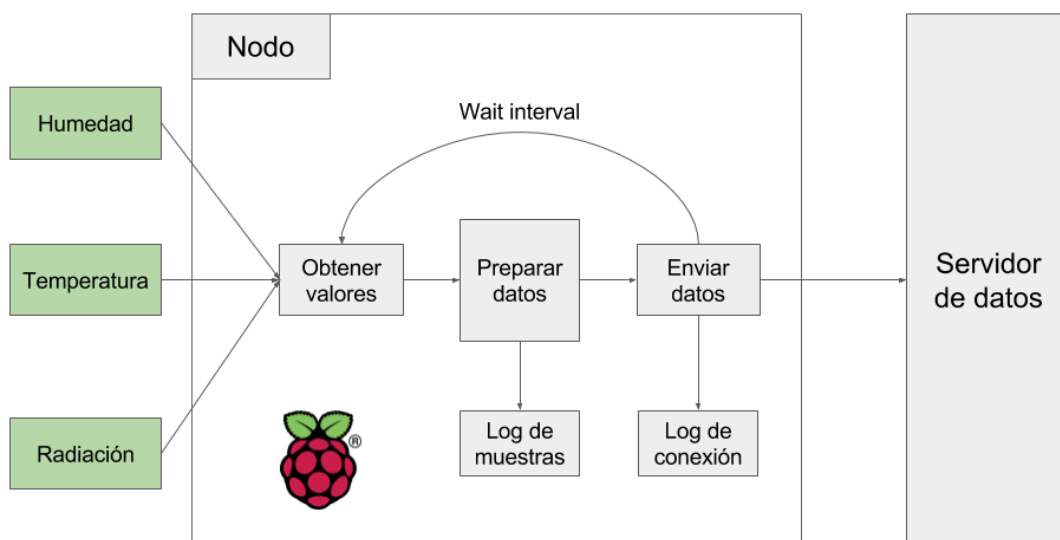 Nodo
Humedad
Wait interval
Temperatura
Obtener
valores
Preparar
datos
Enviar
datos
Servidor
de datos
Radiación
Log de
muestras
Log de
conexión
®